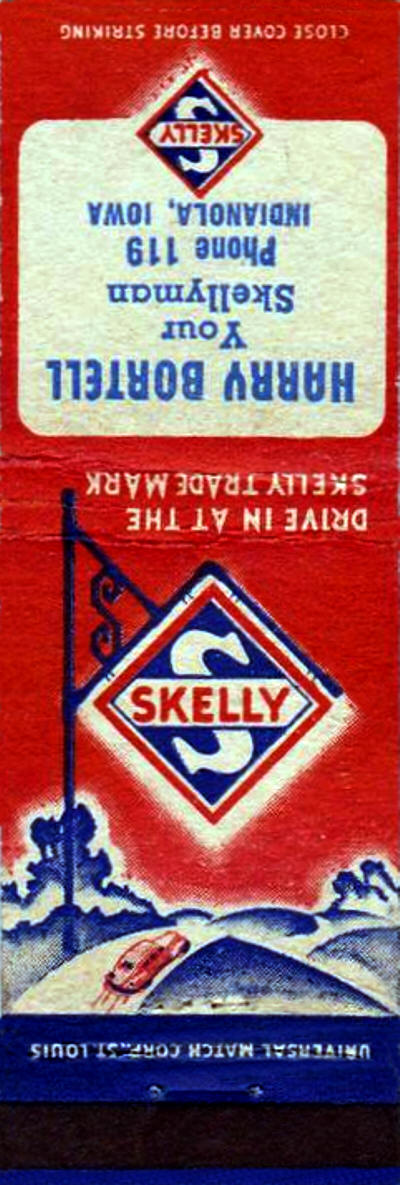 CLOSE COVER BEFORE STRIKING
SKELLY
HARRY BORTELL
Your
Skellyman
Phone 119
INDIANOLA, IOWA
DRIVE IN AT THE
SKELLY TRADE MARK
SKELLY
UNIVERSAL MATCH CORP., ST. LOUIS